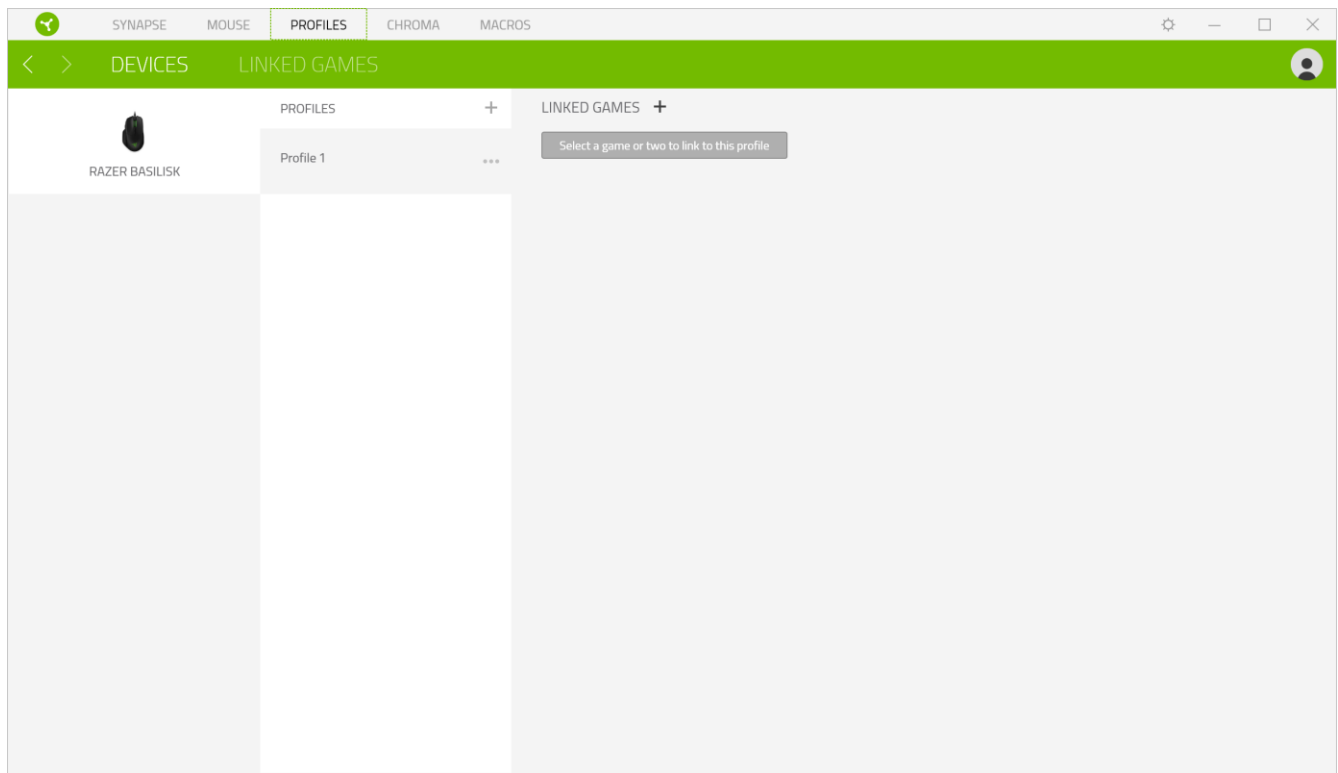 SYNAPSE MOUSE PROFILES CHROMA MACROS
DEVICES LINKED GAMES
RAZER BASILISK
PROFILES +
Profile 1
LINKED GAMES +
Select a game or two to link to this profile